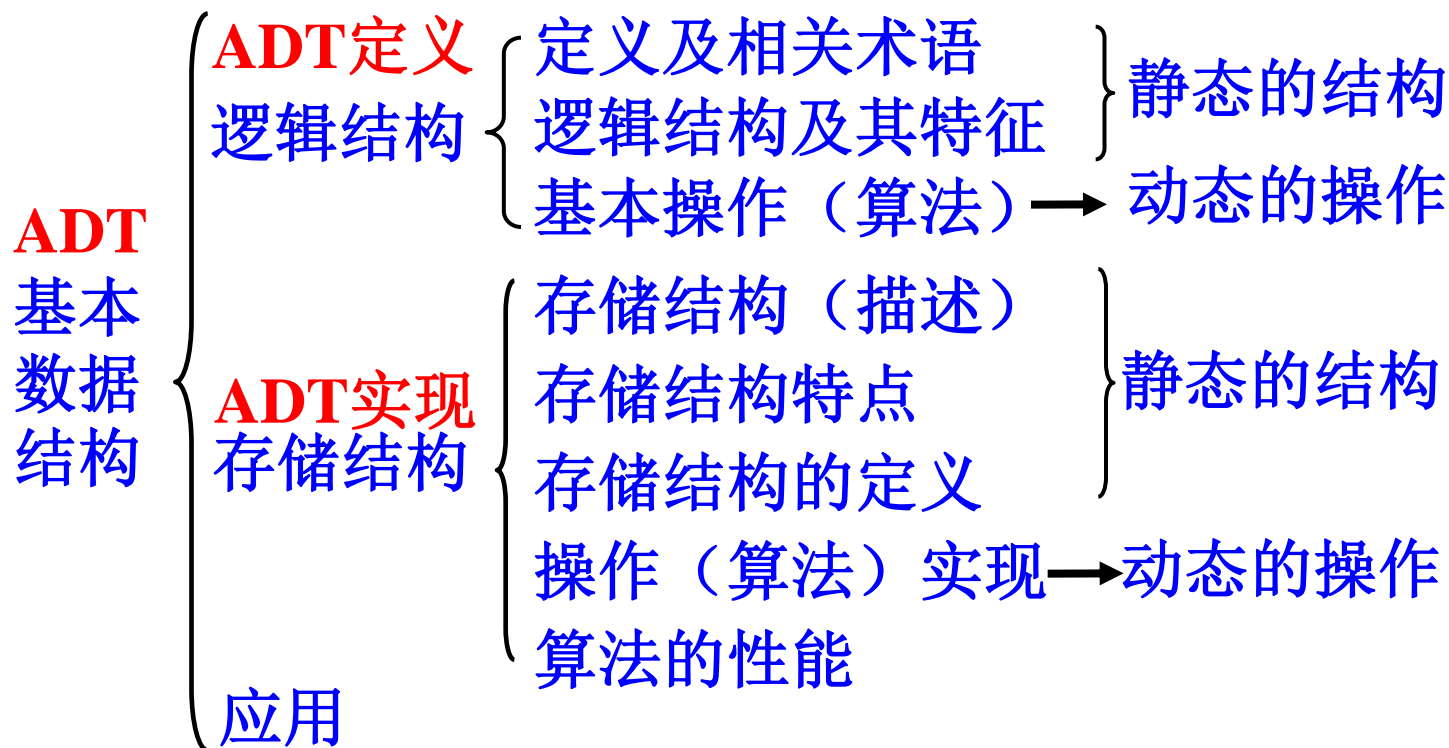 ADT
基本
数据
结构
ADT定义
逻辑结构
定义及相关术语
逻辑结构及其特征
静态的结构
基本操作（算法）
动态的操作
ADT实现
存储结构
存储结构（描述）
存储结构特点
存储结构的定义
静态的结构
操作（算法）实现
动态的操作
算法的性能
应用